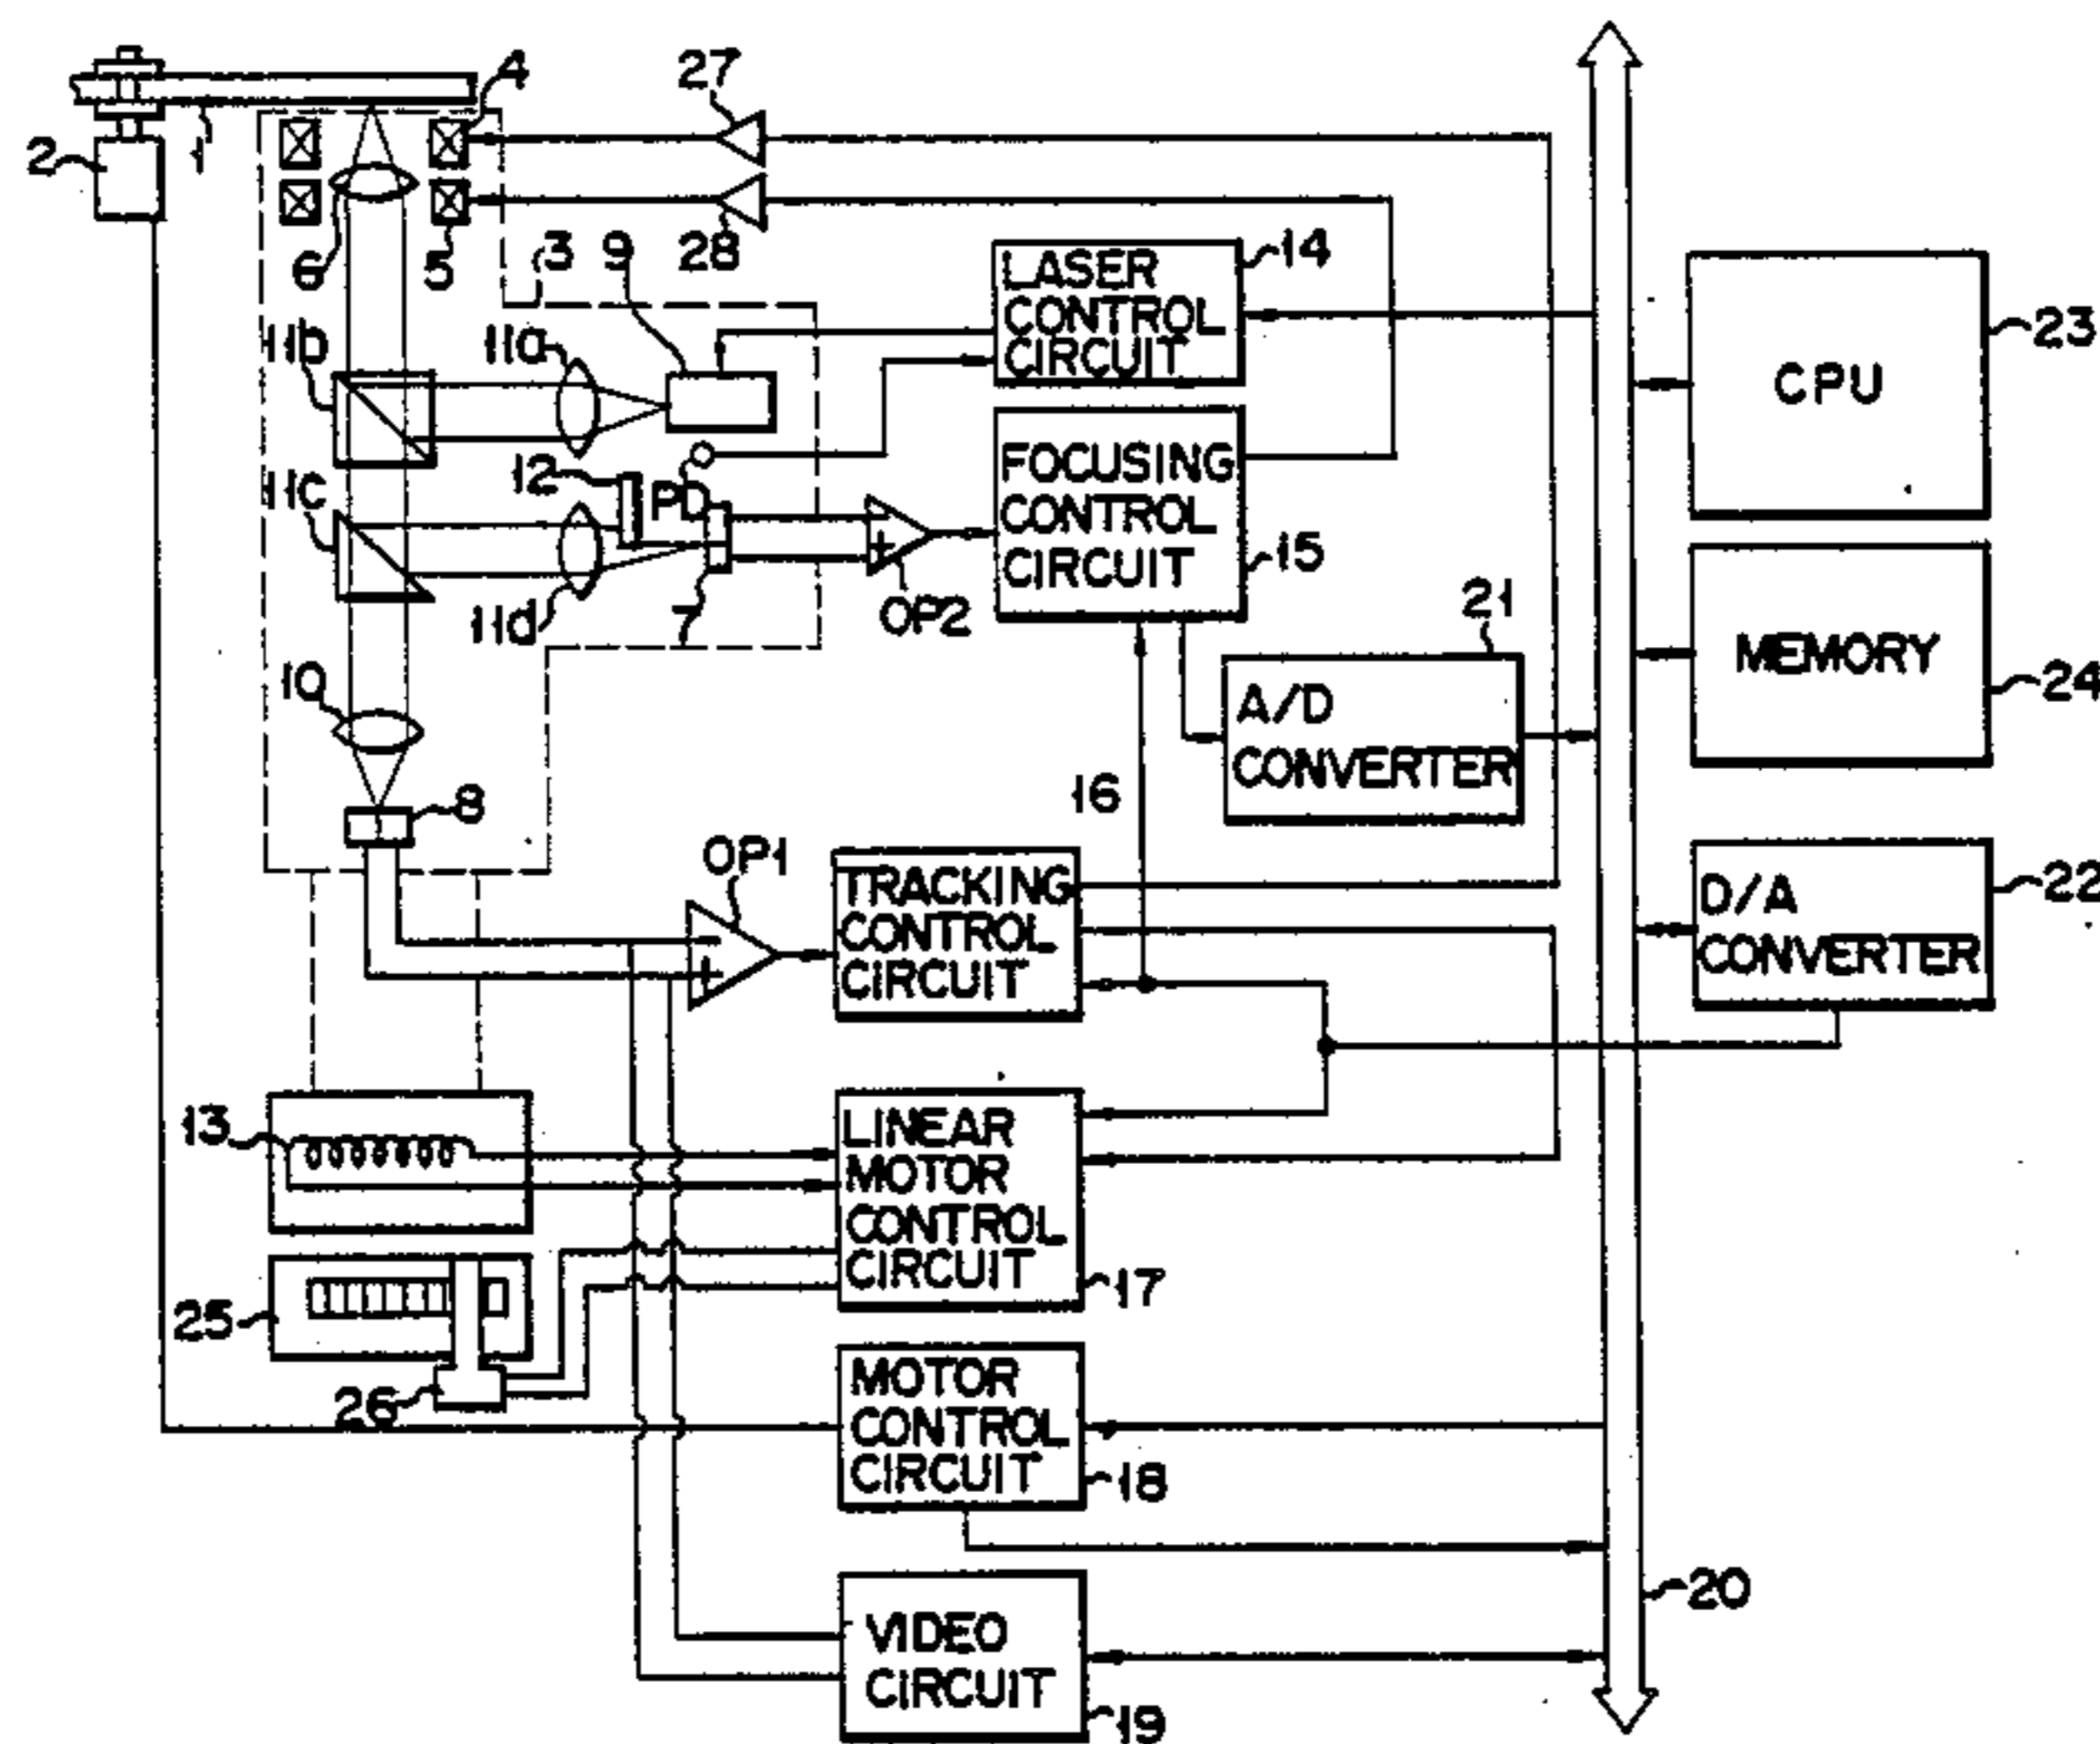 4
27
2
1
6
5
3
9
28
LASER
CONTROL
CIRCUIT
14
CPU
23
11b
11a
12
PD
11c
11d
7
OP2
FOCUSING
CONTROL
CIRCUIT
15
21
A/D
CONVERTER
MEMORY
24
10
8
16
OP1
TRACKING
CONTROL
CIRCUIT
D/A
CONVERTER
22
13
LINEAR
MOTOR
CONTROL
CIRCUIT
17
25
26
MOTOR
CONTROL
CIRCUIT
18
20
VIDEO
CIRCUIT
19